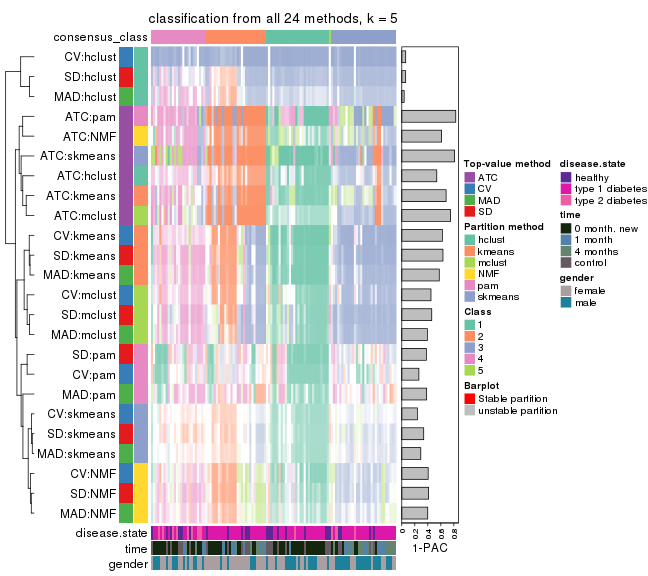 classification from all 24 methods, k = 5
consensus_class
CV:hclust
SD:hclust
MAD:hclust
ATC:pam
ATC:NMF
ATC:skmeans
ATC:hclust
ATC:kmeans
ATC:mclust
CV:kmeans
SD:kmeans
MAD:kmeans
CV:mclust
SD:mclust
MAD:mclust
SD:pam
CV:pam
MAD:pam
CV:skmeans
SD:skmeans
MAD:skmeans
CV:NMF
SD:NMF
MAD:NMF
disease.state
time
gender
0
0.2
0.4
0.6
0.8
1-PAC
Top-value method
ATC
CV
MAD
SD
Partition method
hclust
kmeans
mclust
NMF
pam
skmeans
Class
1
2
3
4
5
Barplot
Stable partition
unstable partition
disease.state
healthy
type 1 diabetes
type 2 diabetes
time
0 month. new
1 month
4 months
control
gender
female
male